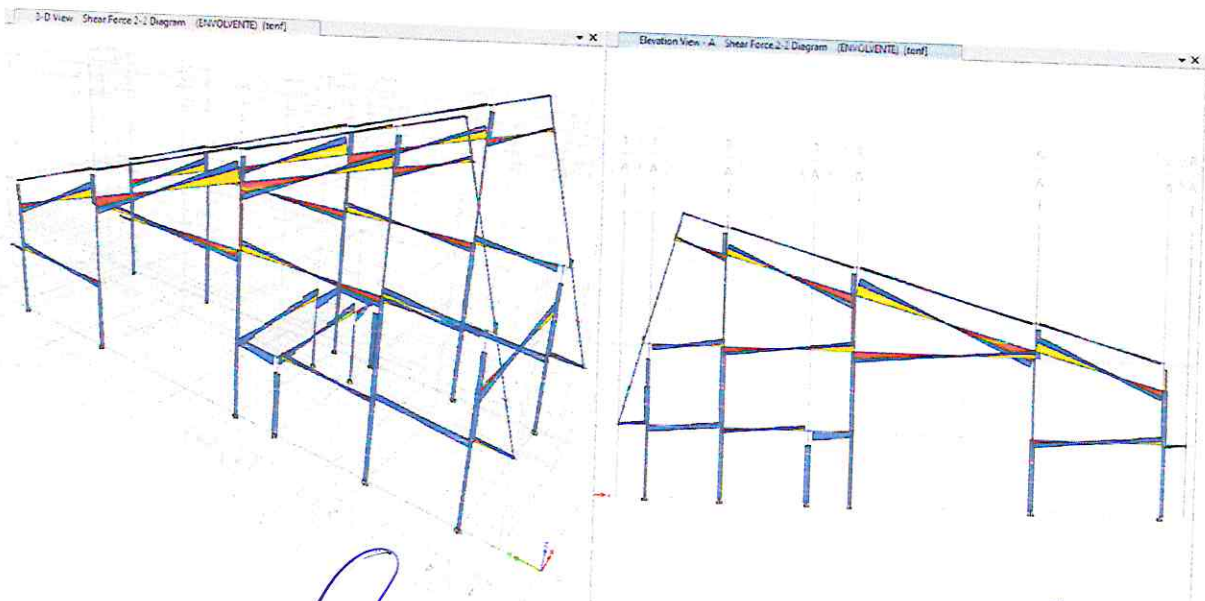 3-D View Shear Force 2-2 Diagram (ENVOLVENTE) [tonf]
Elevation View - A Shear Force 2-2 Diagram (ENVOLVENTE) [tonf]